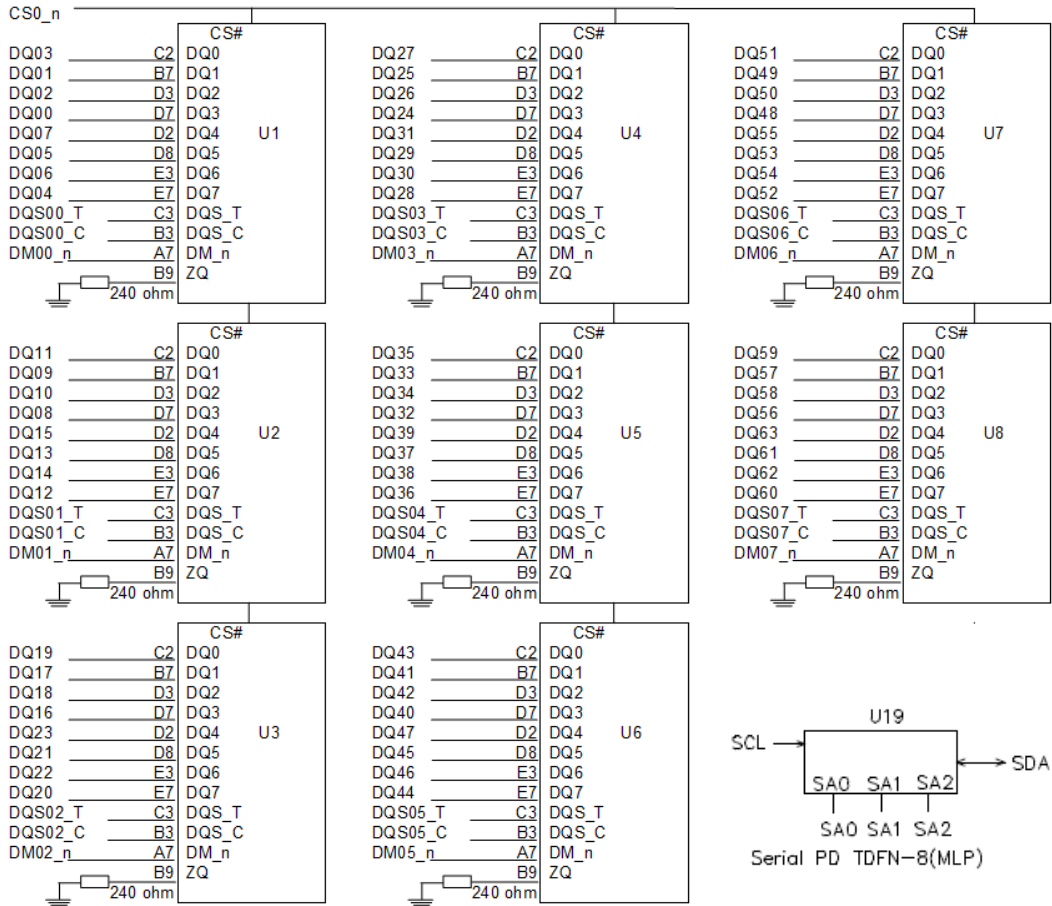 CS0_n
CS#
DQ03 C2 DQ0
DQ01 B7 DQ1
DQ02 D3 DQ2
DQ00 D7 DQ3
DQ07 D2 DQ4 U1
DQ05 D8 DQ5
DQ06 E3 DQ6
DQ04 E7 DQ7
DQS00_T C3 DQS_T
DQS00_C B3 DQS_C
DM00_n A7 DM_n
B9 ZQ
240 ohm
CS#
DQ11 C2 DQ0
DQ09 B7 DQ1
DQ10 D3 DQ2
DQ08 D7 DQ3
DQ15 D2 DQ4 U2
DQ13 D8 DQ5
DQ14 E3 DQ6
DQ12 E7 DQ7
DQS01_T C3 DQS_T
DQS01_C B3 DQS_C
DM01_n A7 DM_n
B9 ZQ
240 ohm
CS#
DQ19 C2 DQ0
DQ17 B7 DQ1
DQ18 D3 DQ2
DQ16 D7 DQ3
DQ23 D2 DQ4 U3
DQ21 D8 DQ5
DQ22 E3 DQ6
DQ20 E7 DQ7
DQS02_T C3 DQS_T
DQS02_C B3 DQS_C
DM02_n A7 DM_n
B9 ZQ
240 ohm
CS#
DQ27 C2 DQ0
DQ25 B7 DQ1
DQ26 D3 DQ2
DQ24 D7 DQ3
DQ31 D2 DQ4 U4
DQ29 D8 DQ5
DQ30 E3 DQ6
DQ28 E7 DQ7
DQS03_T C3 DQS_T
DQS03_C B3 DQS_C
DM03_n A7 DM_n
B9 ZQ
240 ohm
CS#
DQ35 C2 DQ0
DQ33 B7 DQ1
DQ34 D3 DQ2
DQ32 D7 DQ3
DQ39 D2 DQ4 U5
DQ37 D8 DQ5
DQ38 E3 DQ6
DQ36 E7 DQ7
DQS04_T C3 DQS_T
DQS04_C B3 DQS_C
DM04_n A7 DM_n
B9 ZQ
240 ohm
CS#
DQ43 C2 DQ0
DQ41 B7 DQ1
DQ42 D3 DQ2
DQ40 D7 DQ3
DQ47 D2 DQ4 U6
DQ45 D8 DQ5
DQ46 E3 DQ6
DQ44 E7 DQ7
DQS05_T C3 DQS_T
DQS05_C B3 DQS_C
DM05_n A7 DM_n
B9 ZQ
240 ohm
CS#
DQ51 C2 DQ0
DQ49 B7 DQ1
DQ50 D3 DQ2
DQ48 D7 DQ3
DQ55 D2 DQ4 U7
DQ53 D8 DQ5
DQ54 E3 DQ6
DQ52 E7 DQ7
DQS06_T C3 DQS_T
DQS06_C B3 DQS_C
DM06_n A7 DM_n
B9 ZQ
240 ohm
CS#
DQ59 C2 DQ0
DQ57 B7 DQ1
DQ58 D3 DQ2
DQ56 D7 DQ3
DQ63 D2 DQ4 U8
DQ61 D8 DQ5
DQ62 E3 DQ6
DQ60 E7 DQ7
DQS07_T C3 DQS_T
DQS07_C B3 DQS_C
DM07_n A7 DM_n
B9 ZQ
240 ohm
U19
SCL
SDA
SA0 SA1 SA2
SA0 SA1 SA2
Serial PD TDFN-8(MLP)